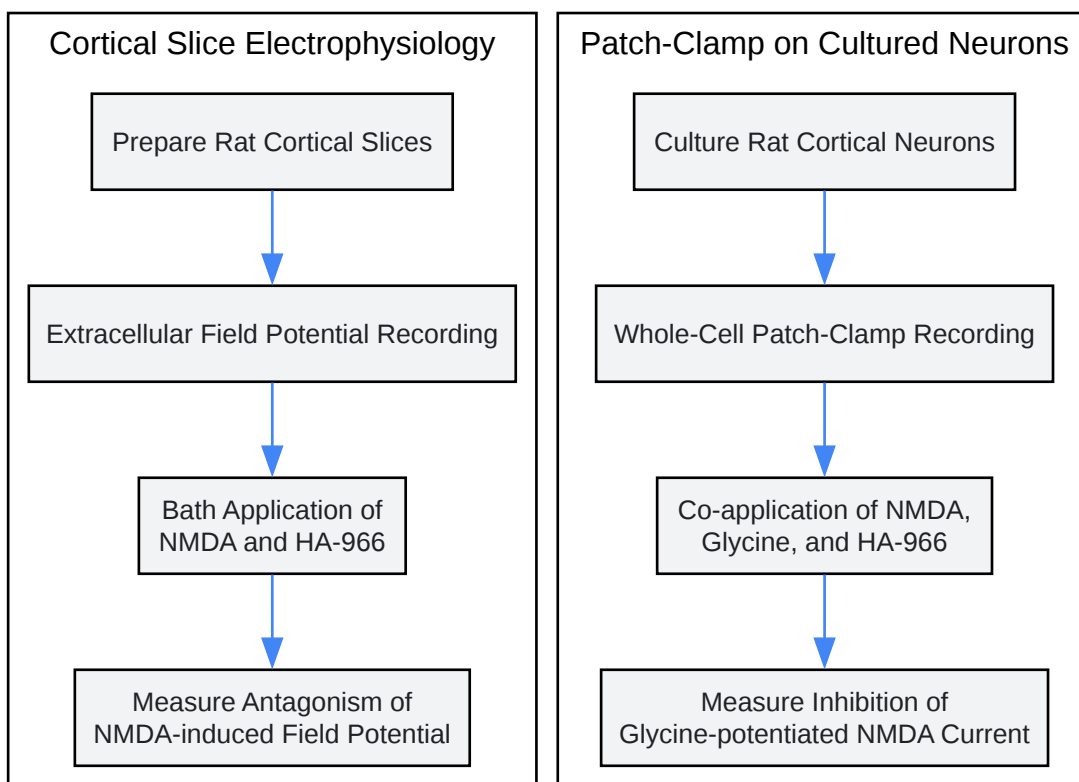 Cortical Slice Electrophysiology
Prepare Rat Cortical Slices
Extracellular Field Potential Recording
Bath Application of
NMDA and HA-966
Measure Antagonism of
NMDA-induced Field Potential
Patch-Clamp on Cultured Neurons
Culture Rat Cortical Neurons
Whole-Cell Patch-Clamp Recording
Co-application of NMDA,
Glycine, and HA-966
Measure Inhibition of
Glycine-potentiated NMDA Current